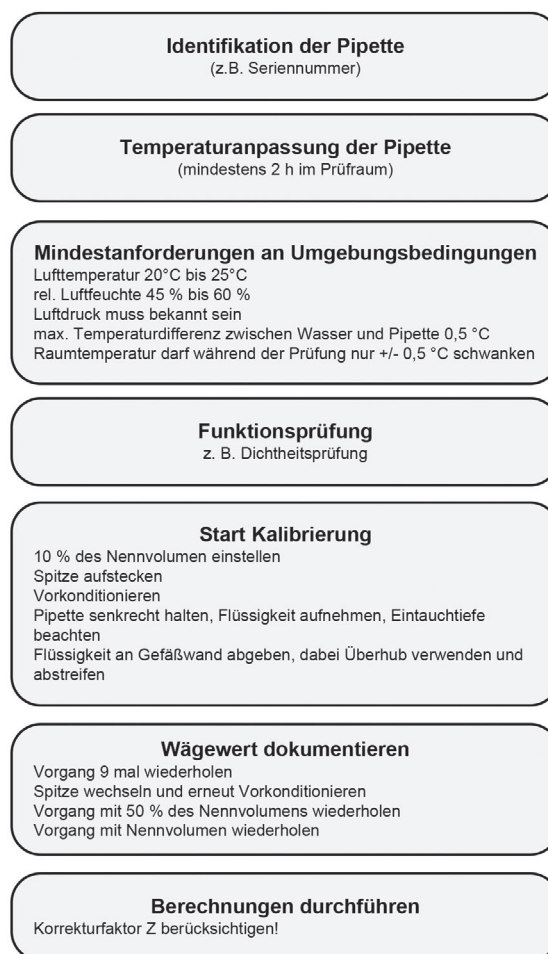 Identifikation der Pipette
(z.B. Seriennummer)
Temperaturanpassung der Pipette
(mindestens 2 h im Prüfraum)
Mindestanforderungen an Umgebungsbedingungen
Lufttemperatur 20°C bis 25°C
rel. Luftfeuchte 45 % bis 60 %
Luftdruck muss bekannt sein
max. Temperaturdifferenz zwischen Wasser und Pipette 0,5 °C
Raumtemperatur darf während der Prüfung nur +/- 0,5 °C schwanken
Funktionsprüfung
z. B. Dichtheitsprüfung
Start Kalibrierung
10 % des Nennvolumen einstellen
Spitze aufstecken
Vorkonditionieren
Pipette senkrecht halten, Flüssigkeit aufnehmen, Eintauchtiefe
beachten
Flüssigkeit an Gefäßwand abgeben, dabei Überhub verwenden und
abstreifen
Wägewert dokumentieren
Vorgang 9 mal wiederholen
Spitze wechseln und erneut Vorkonditionieren
Vorgang mit 50 % des Nennvolumens wiederholen
Vorgang mit Nennvolumen wiederholen
Berechnungen durchführen
Korrekturfaktor Z berücksichtigen!